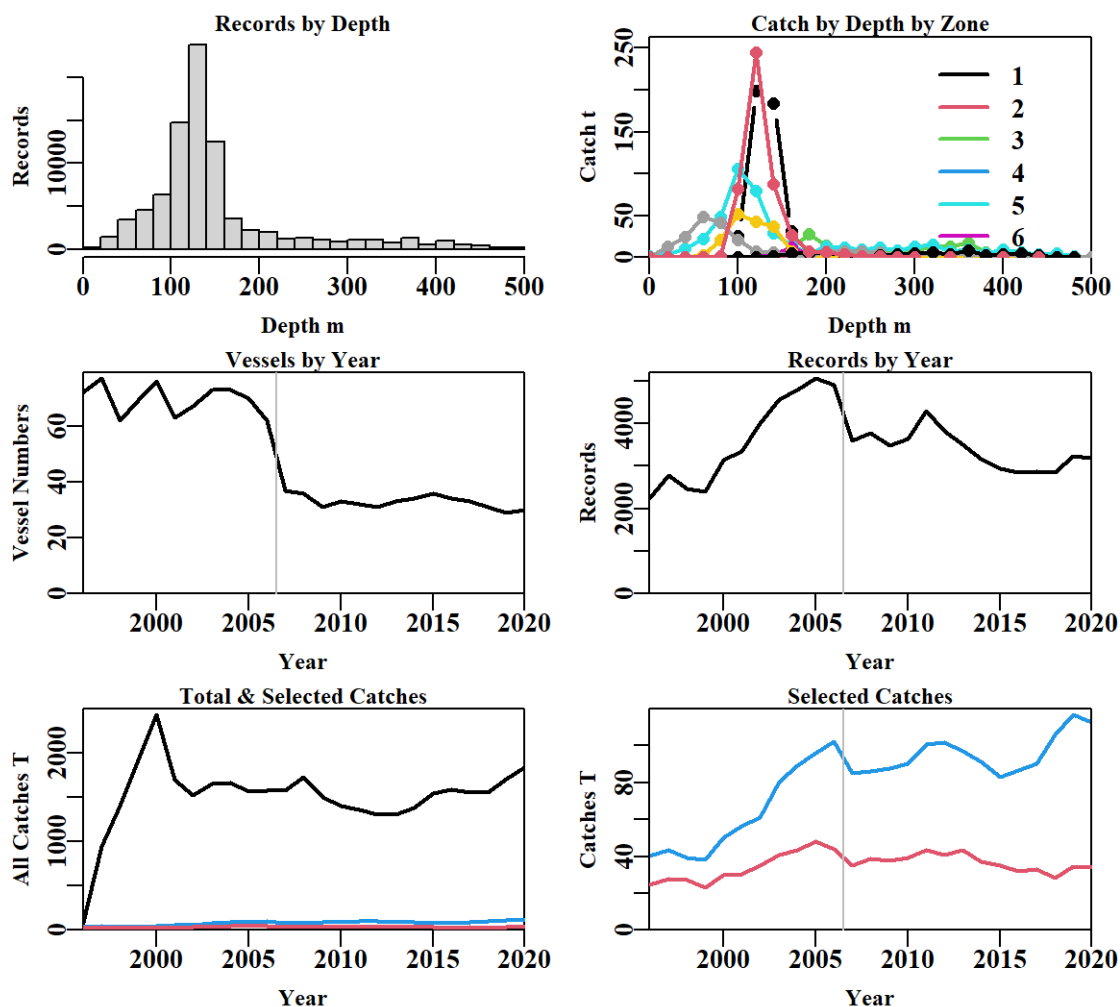 Records by Depth
Records
0 10000
0 100 200 300 400 500
Depth m
Catch by Depth by Zone
Catch t
0 50 150 250
1
2
3
4
5
6
0 100 200 300 400 500
Depth m
Vessels by Year
Vessel Numbers
0 20 40 60
2000 2005 2010 2015 2020
Year
Records by Year
Records
0 2000 4000
2000 2005 2010 2015 2020
Year
Total & Selected Catches
All Catches T
0 1000 2000
2000 2005 2010 2015 2020
Year
Selected Catches
Catches T
0 40 80
2000 2005 2010 2015 2020
Year